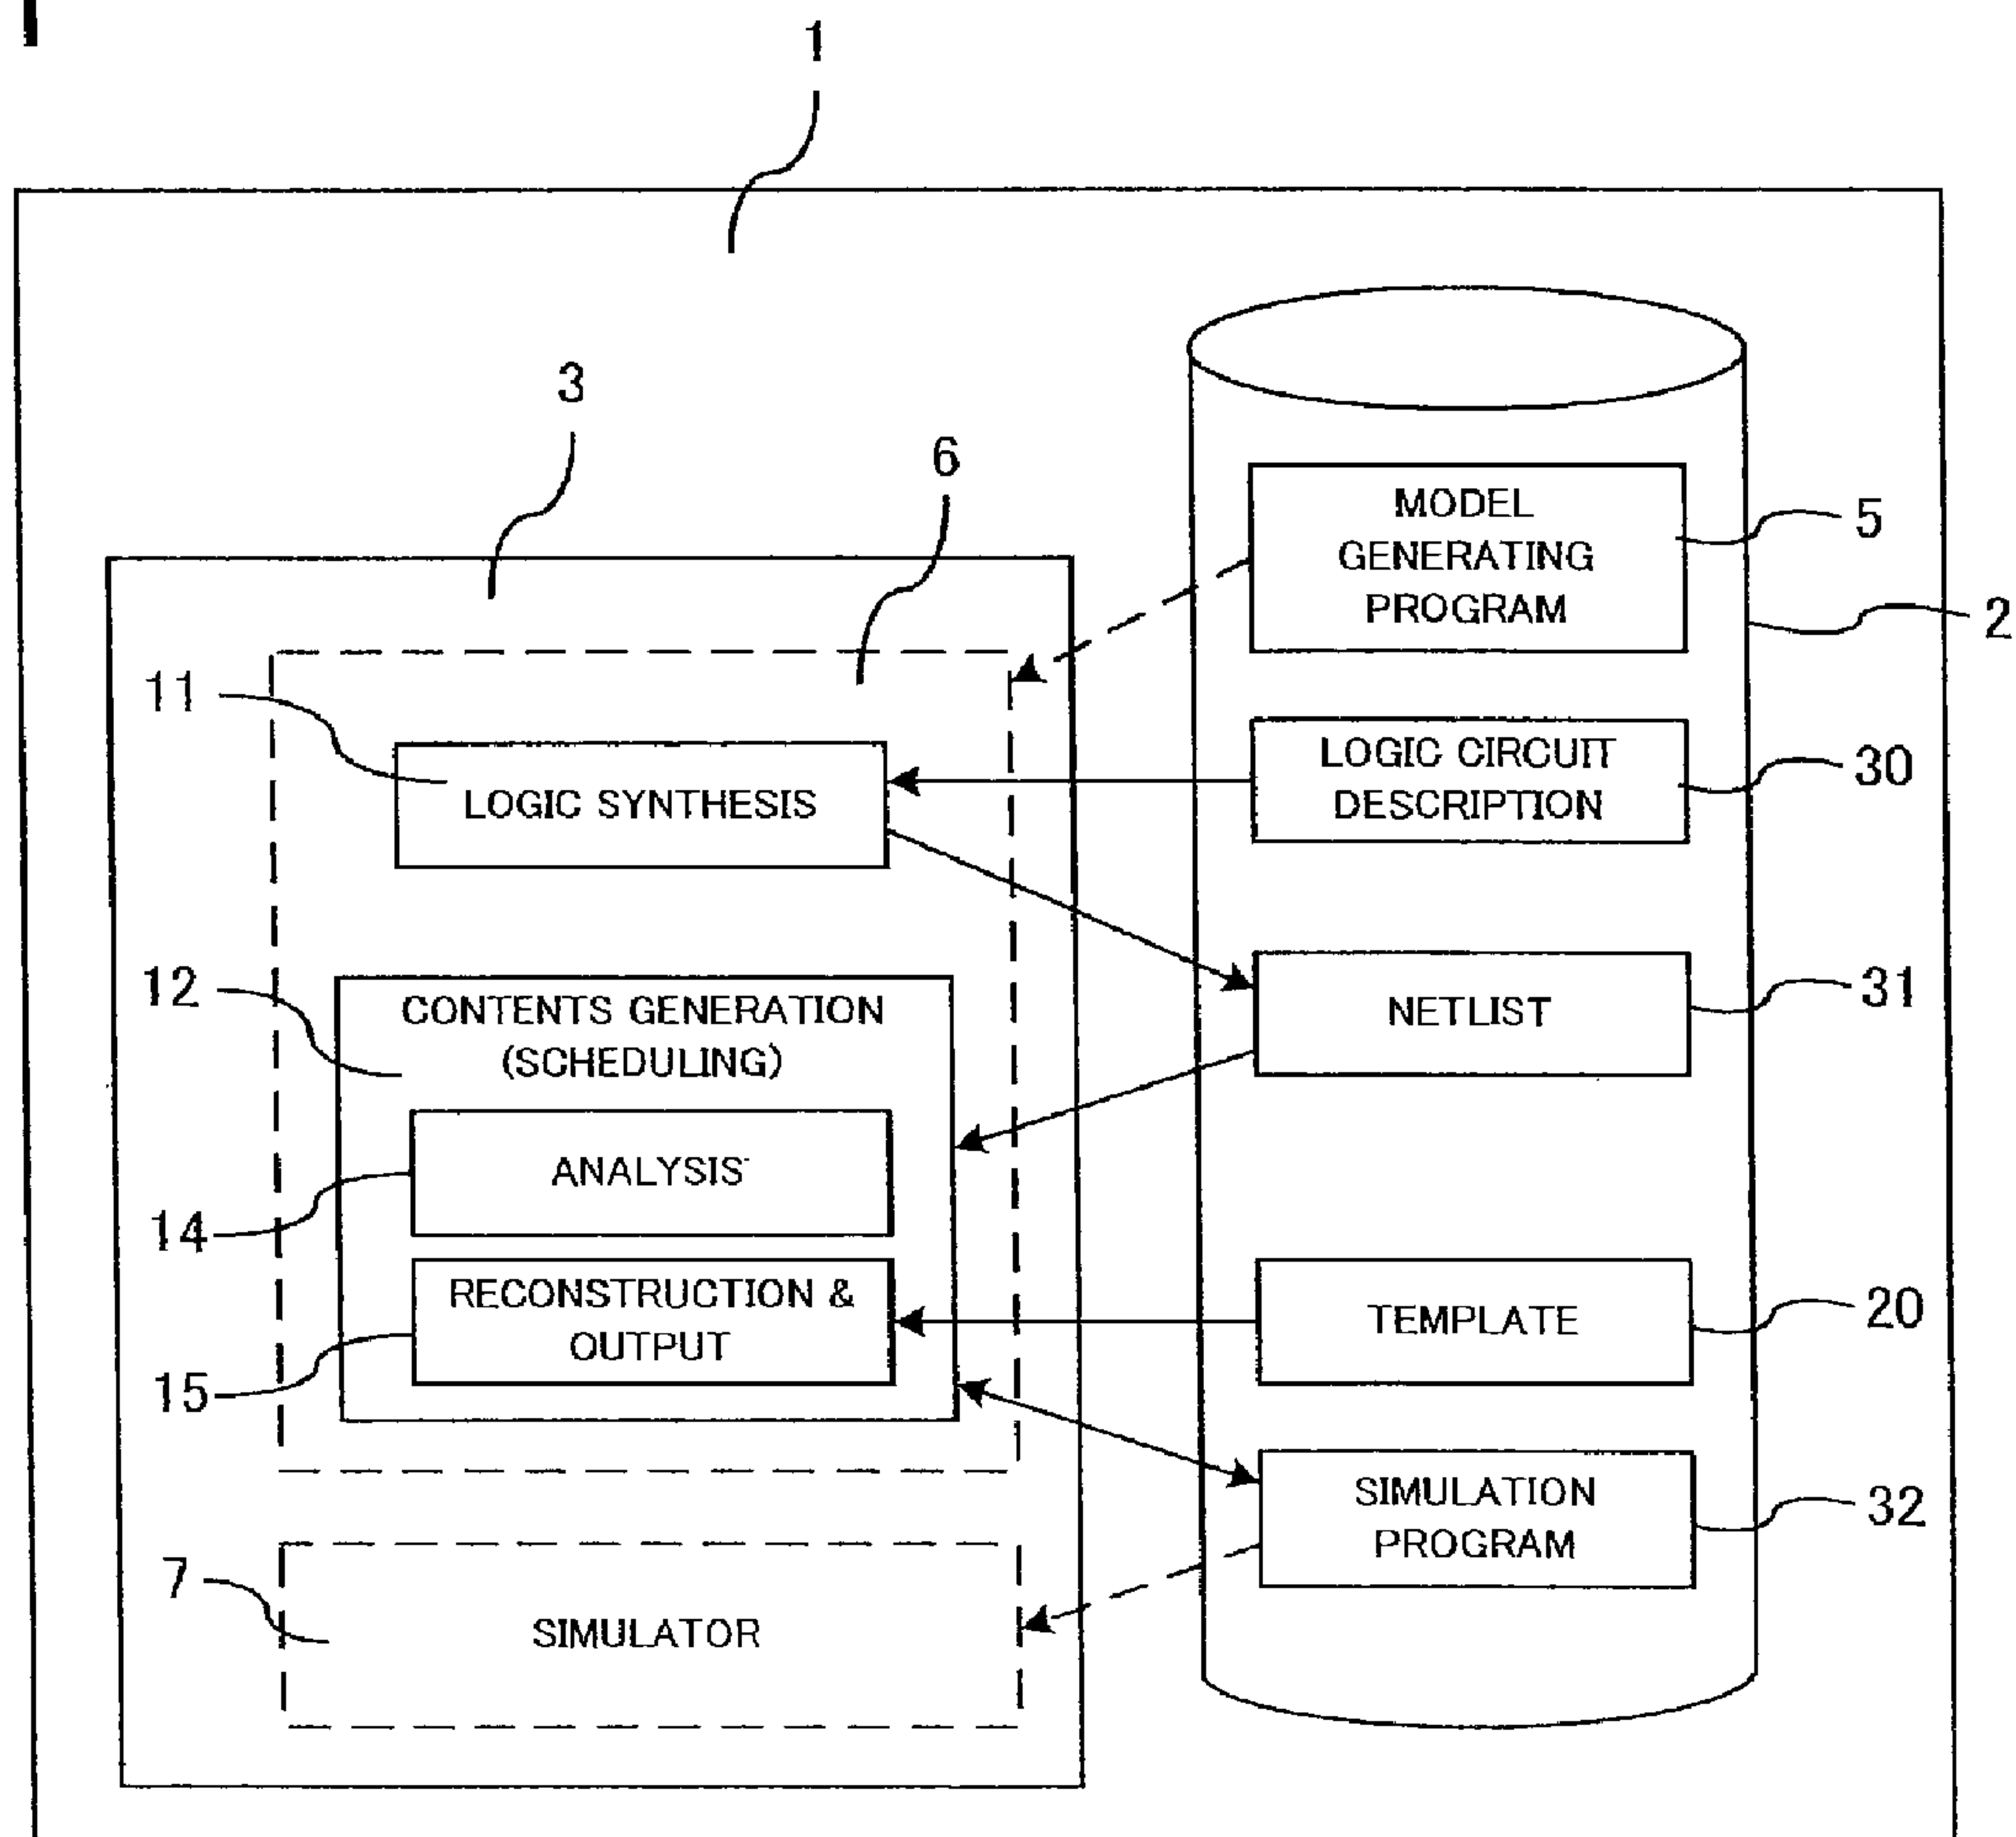 1
3
6
MODEL
GENERATING
PROGRAM
5
2
11
LOGIC SYNTHESIS
LOGIC CIRCUIT
DESCRIPTION
30
12
CONTENTS GENERATION
(SCHEDULING)
NETLIST
31
14
ANALYSIS
15
RECONSTRUCTION &
OUTPUT
TEMPLATE
20
SIMULATION
PROGRAM
32
7
SIMULATOR